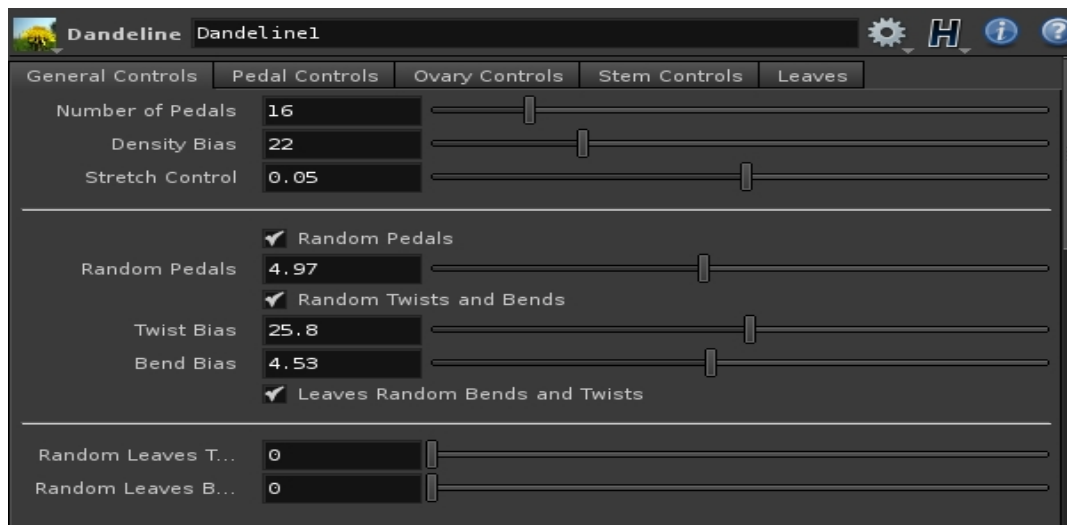 Dandeline Dandeline1
General Controls Pedal Controls Ovary Controls Stem Controls Leaves
Number of Pedals 16
Density Bias 22
Stretch Control 0.05
Random Pedals
Random Pedals 4.97
Random Twists and Bends
Twist Bias 25.8
Bend Bias 4.53
Leaves Random Bends and Twists
Random Leaves T... 0
Random Leaves B... 0